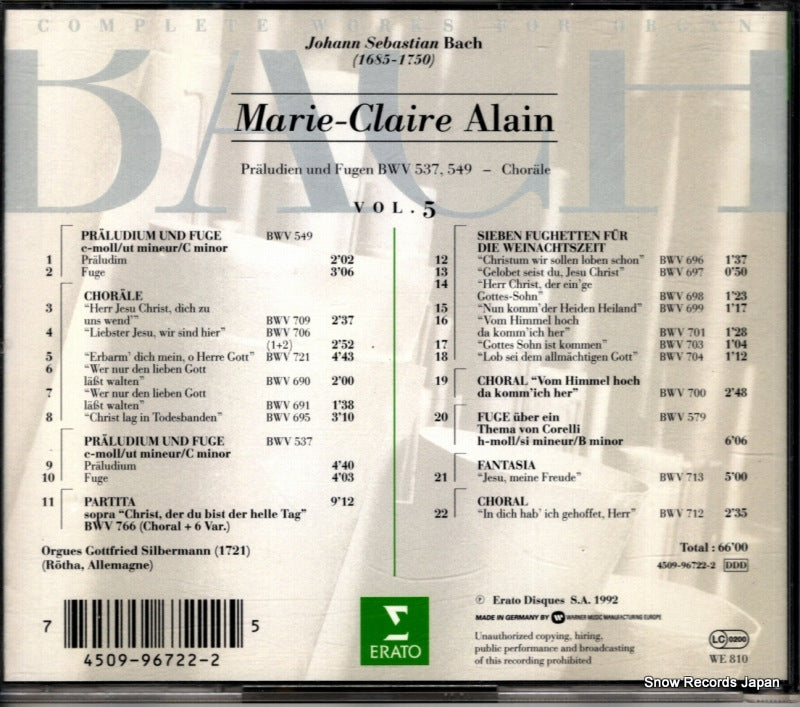 COMPLETE WORKS FOR ORGAN
BACH
Johann Sebastian Bach
(1685-1750)
Marie-Claire Alain
Präludien und Fugen BWV 537, 549 – Choräle
VOL. 5
PRÄLUDIUM UND FUGE BWV 549
c-moll/ut mineur/C minor
1 Präludim 2'02
2 Fuge 3'06
CHORÄLE
3 "Herr Jesu Christ, dich zu
uns wend'" BWV 709 2'37
4 "Liebster Jesu, wir sind hier" BWV 706
(1+2) 2'52
5 "Erbarm' dich mein, o Herre Gott" BWV 721 4'43
6 "Wer nur den lieben Gott
läßt walten" BWV 690 2'00
7 "Wer nur den lieben Gott
läßt walten" BWV 691 1'38
8 "Christ lag in Todesbanden" BWV 695 3'10
PRÄLUDIUM UND FUGE BWV 537
c-moll/ut mineur/C minor
9 Präludium 4'40
10 Fuge 4'03
11 PARTITA 9'12
sopra "Christ, der du bist der helle Tag"
BWV 766 (Choral + 6 Var.)
Orgues Gottfried Silbermann (1721)
(Rötha, Allemagne)
SIEBEN FUGHETTEN FÜR
DIE WEINACHTSZEIT
12 "Christum wir sollen loben schon" BWV 696 1'37
13 "Gelobet seist du, Jesu Christ" BWV 697 0'50
14 "Herr Christ, der ein'ge
Gottes-Sohn" BWV 698 1'23
15 "Nun komm'der Heiden Heiland" BWV 699 1'17
16 "Vom Himmel hoch
da komm'ich her" BWV 701 1'28
17 "Gottes Sohn ist kommen" BWV 703 1'04
18 "Lob sei dem allmächtigen Gott" BWV 704 1'12
19 CHORAL "Vom Himmel hoch
da komm'ich her" BWV 700 2'48
20 FUGE über ein BWV 579
Thema von Corelli
h-moll/si mineur/B minor 6'06
FANTASIA
21 "Jesu, meine Freude" BWV 713 5'00
CHORAL
22 "In dich hab' ich gehoffet, Herr" BWV 712 2'35
Total : 66'00
4509-96722-2 DDD
7 5
4509-96722-2
ERATO
℗ Erato Disques S.A. 1992
MADE IN GERMANY BY WARNER MUSIC MANUFACTURING EUROPE
Unauthorized copying, hiring,
public performance and broadcasting
of this recording prohibited
LC 0200
WE 810
Snow Records Japan